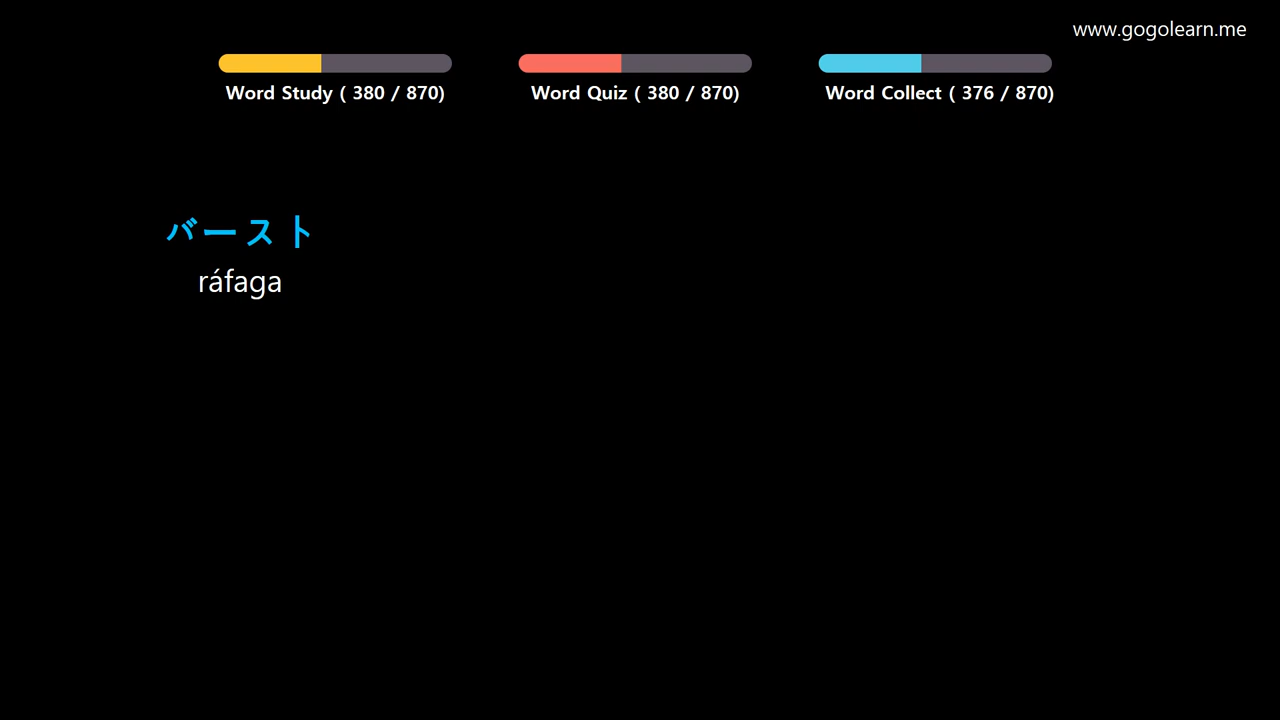 www.gogolearn.me
Word Study ( 380 / 870)
Word Quiz ( 380 / 870)
Word Collect ( 376 / 870)
バースト
ráfaga